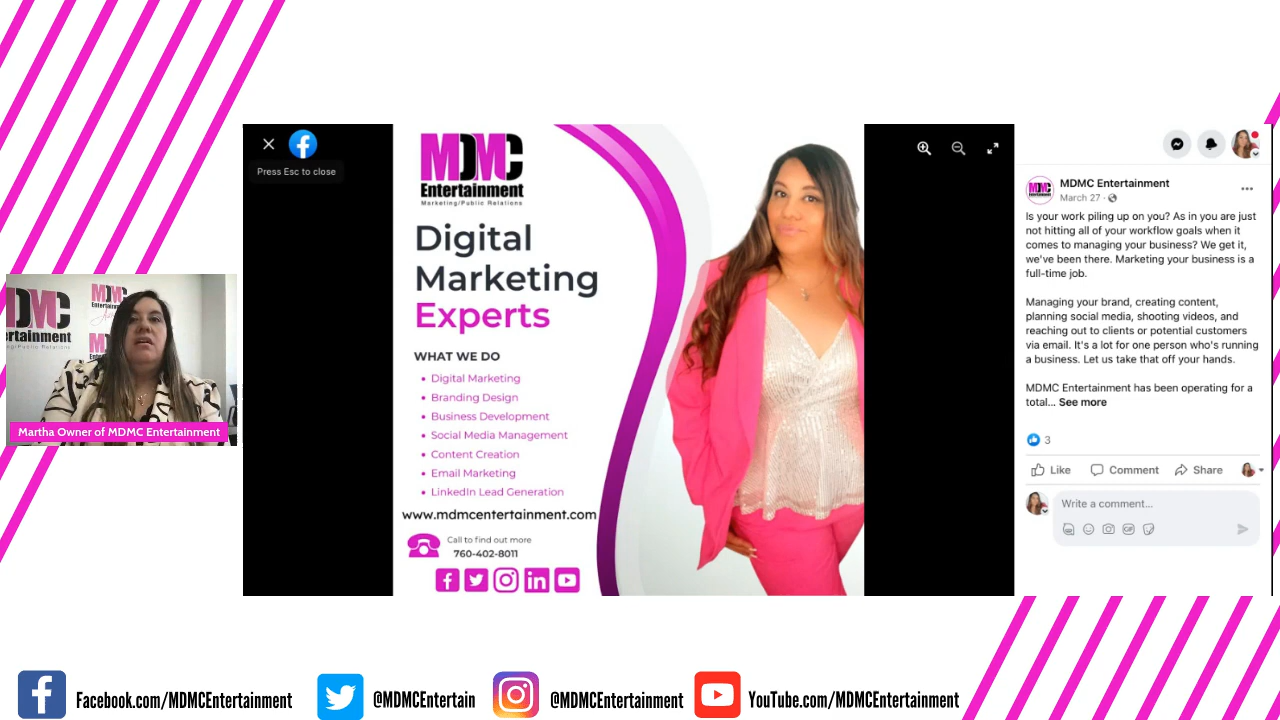 Press Esc to close
MDMC
Entertainment
Marketing/Public Relations
Digital
Marketing
Experts
WHAT WE DO
• Digital Marketing
• Branding Design
• Business Development
• Social Media Management
• Content Creation
• Email Marketing
• LinkedIn Lead Generation
www.mdmcentertainment.com
Call to find out more
760-402-8011
MDMC Entertainment
March 27 ·
Is your work piling up on you? As in you are just
not hitting all of your workflow goals when it
comes to managing your business? We get it,
we've been there. Marketing your business is a
full-time job.
Managing your brand, creating content,
planning social media, shooting videos, and
reaching out to clients or potential customers
via email. It's a lot for one person who's running
a business. Let us take that off your hands.
MDMC Entertainment has been operating for a
total... See more
3
Like Comment Share
Write a comment...
GIF
MDMC
rtainment
MDMC
Martha Owner of MDMC Entertainment
Facebook.com/MDMCEntertainment
@MDMCEntertain
@MDMCEntertainment
YouTube.com/MDMCEntertainment